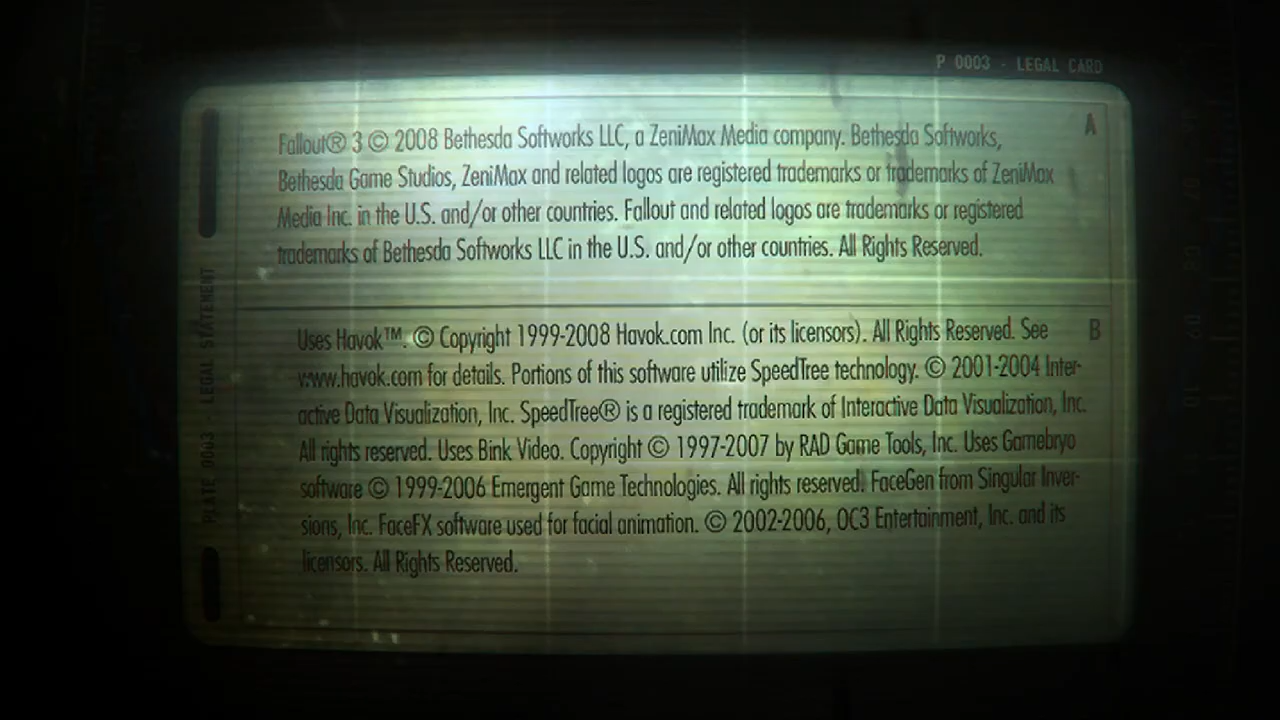 P 0003 - LEGAL CARD
A
Fallout® 3 © 2008 Bethesda Softworks LLC, a ZeniMax Media company. Bethesda Softworks,
Bethesda Game Studios, ZeniMax and related logos are registered trademarks or trademarks of ZeniMax
Media Inc. in the U.S. and/or other countries. Fallout and related logos are trademarks or registered
trademarks of Bethesda Softworks LLC in the U.S. and/or other countries. All Rights Reserved.
B
Uses Havok™. © Copyright 1999-2008 Havok.com Inc. (or its licensors). All Rights Reserved. See
www.havok.com for details. Portions of this software utilize SpeedTree technology. © 2001-2004 Inter-
active Data Visualization, Inc. SpeedTree® is a registered trademark of Interactive Data Visualization, Inc.
All rights reserved. Uses Bink Video. Copyright © 1997-2007 by RAD Game Tools, Inc. Uses Gamebryo
software © 1999-2006 Emergent Game Technologies. All rights reserved. FaceGen from Singular Inver-
sions, Inc. FaceFX software used for facial animation. © 2002-2006, OC3 Entertainment, Inc. and its
licensors. All Rights Reserved.
PLATE 0003 - LEGAL STATEMENT